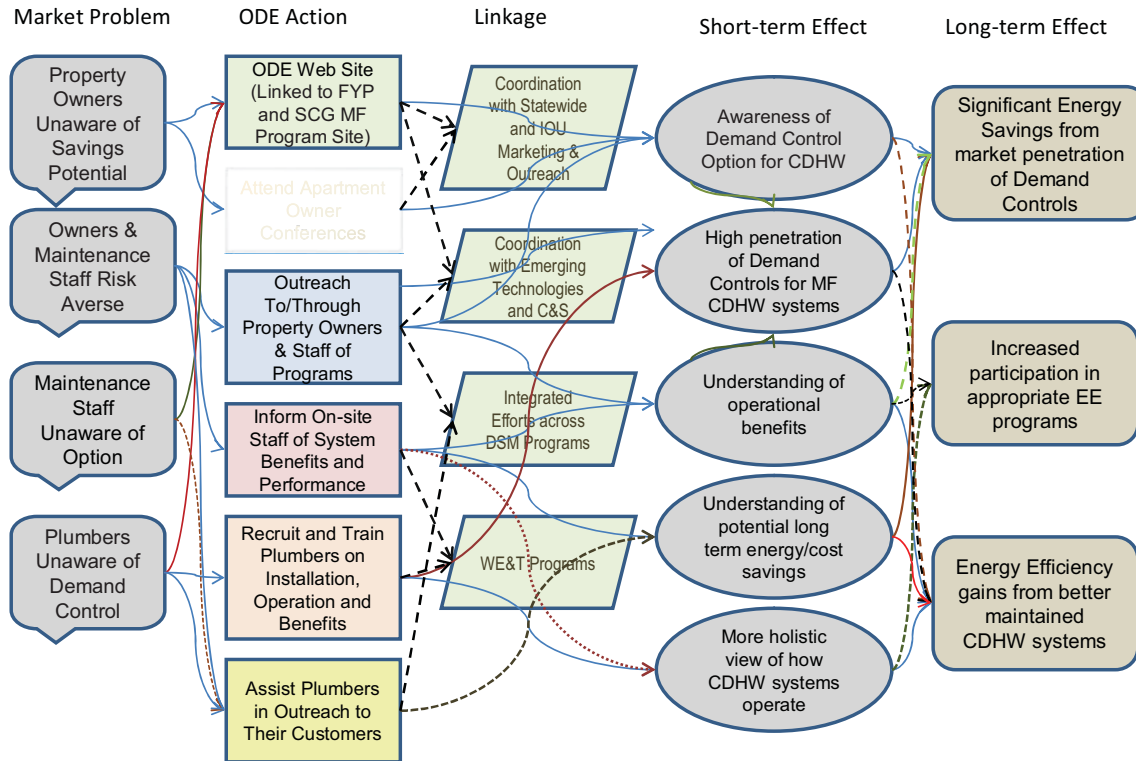 Market Problem
ODE Action
Linkage
Short-term Effect
Long-term Effect
Property
Owners
Unaware of
Savings
Potential
Owners &
Maintenance
Staff Risk
Averse
Maintenance
Staff
Unaware of
Option
Plumbers
Unaware of
Demand
Control
ODE Web Site
(Linked to FYP
and SCG MF
Program Site)
Attend Apartment
Owner
Conferences
Outreach
To/Through
Property Owners
& Staff of
Programs
Inform On-site
Staff of System
Benefits and
Performance
Recruit and Train
Plumbers on
Installation,
Operation and
Benefits
Assist Plumbers
in Outreach to
Their Customers
Coordination
with Statewide
and IOU
Marketing &
Outreach
Coordination
with Emerging
Technologies
and C&S
Integrated
Efforts across
DSM Programs
WE&T Programs
Awareness of
Demand Control
Option for CDHW
High penetration
of Demand
Controls for MF
CDHW systems
Understanding of
operational
benefits
Understanding of
potential long
term energy/cost
savings
More holistic
view of how
CDHW systems
operate
Significant Energy
Savings from
market penetration
of Demand
Controls
Increased
participation in
appropriate EE
programs
Energy Efficiency
gains from better
maintained
CDHW systems